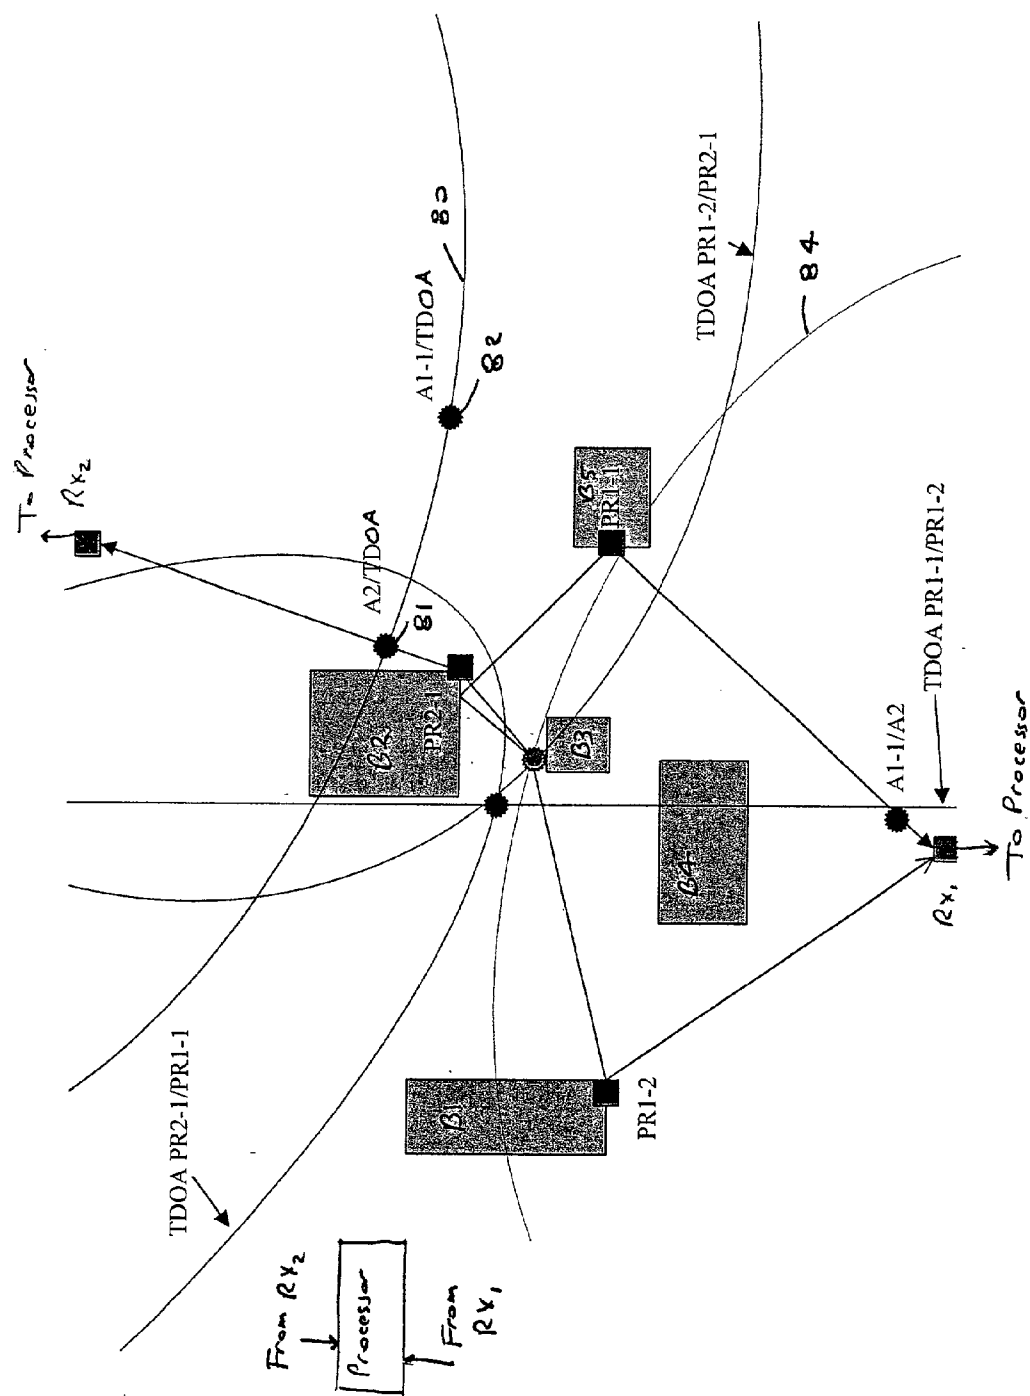 To Processor
Rx2
A1-1/TDOA
80
82
A2/TDOA
81
TDOA PR1-2/PR2-1
84
B5
PR1-1
B2
PR2-1
B3
TDOA PR1-1/PR1-2
A1-1/A2
B4
Rx1
To Processor
B1
PR1-2
TDOA PR2-1/PR1-1
From Rx2
Processor
From
Rx1